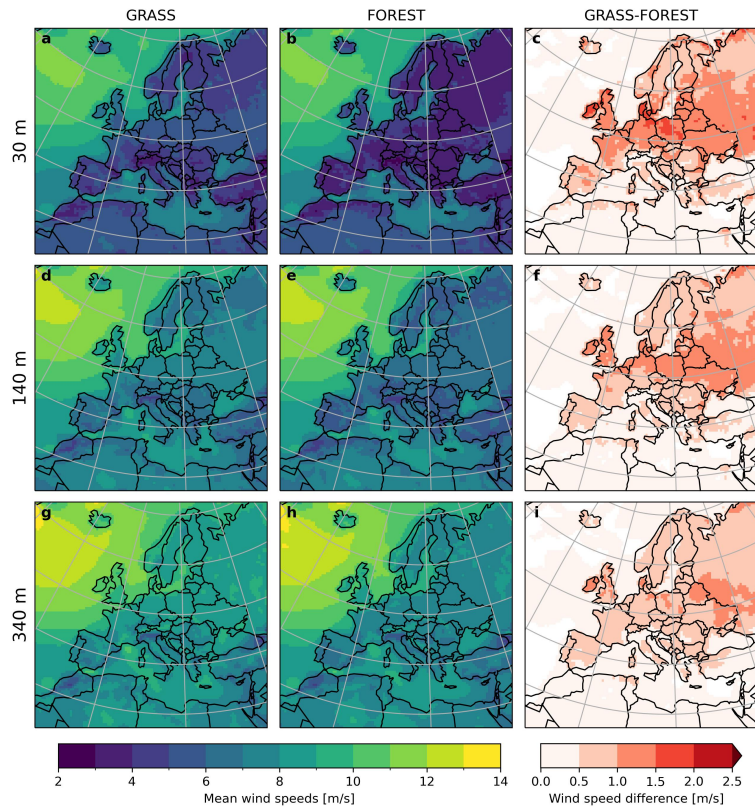 GRASS FOREST GRASS-FOREST
30 m
a b c
140 m
d e f
340 m
g h i
2 4 6 8 10 12 14
Mean wind speeds [m/s]
0.0 0.5 1.0 1.5 2.0 2.5
Wind speed difference [m/s]